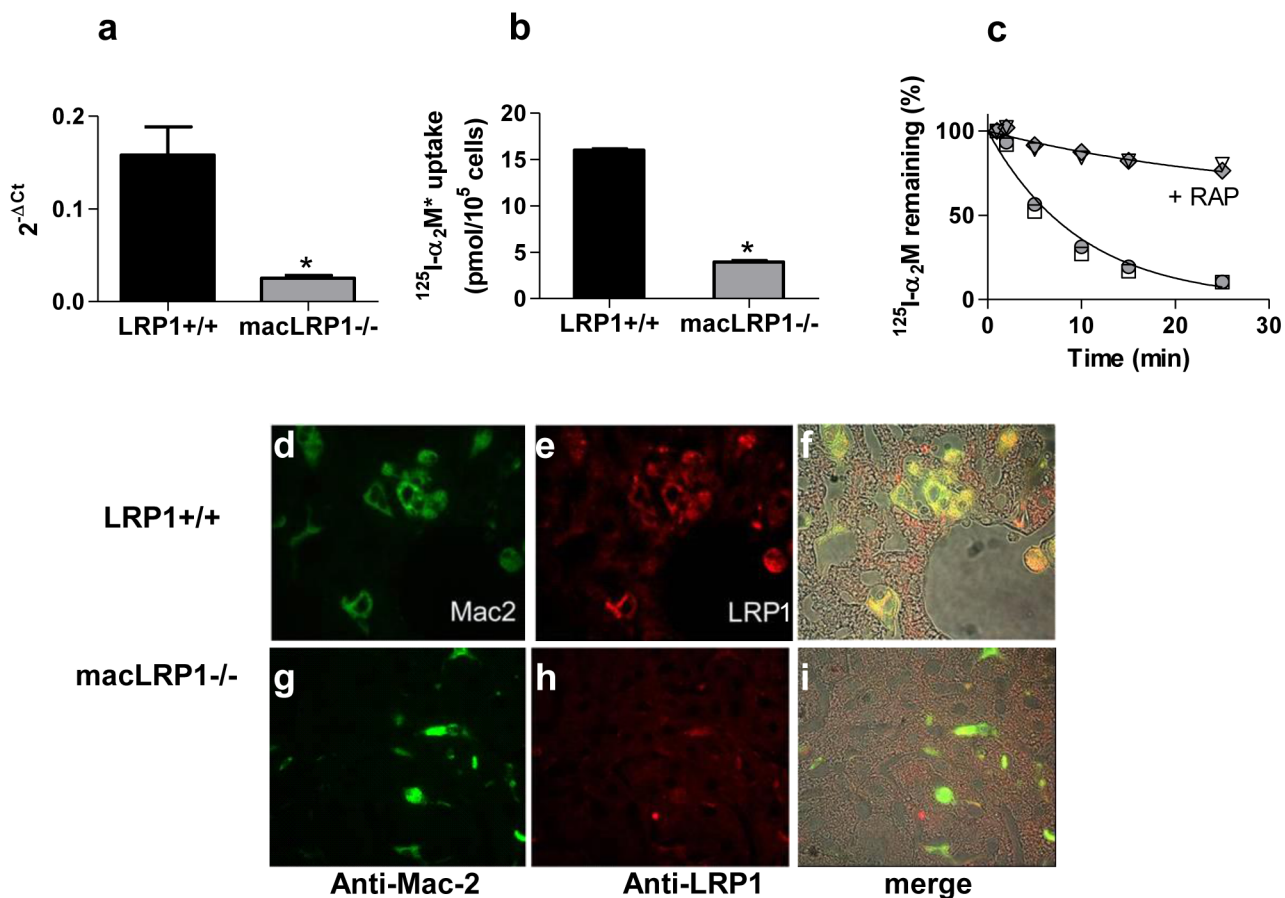 a
b
c
0.2
0.1
0.0
2-ΔCt
*
LRP1+/+
macLRP1-/-
20
15
10
5
0
125I-α2M* uptake
(pmol/105 cells)
*
LRP1+/+
macLRP1-/-
100
50
0
125I-α2M remaining (%)
+ RAP
0
10
20
30
Time (min)
LRP1+/+
d
Mac2
e
LRP1
f
macLRP1-/-
g
h
i
Anti-Mac-2
Anti-LRP1
merge